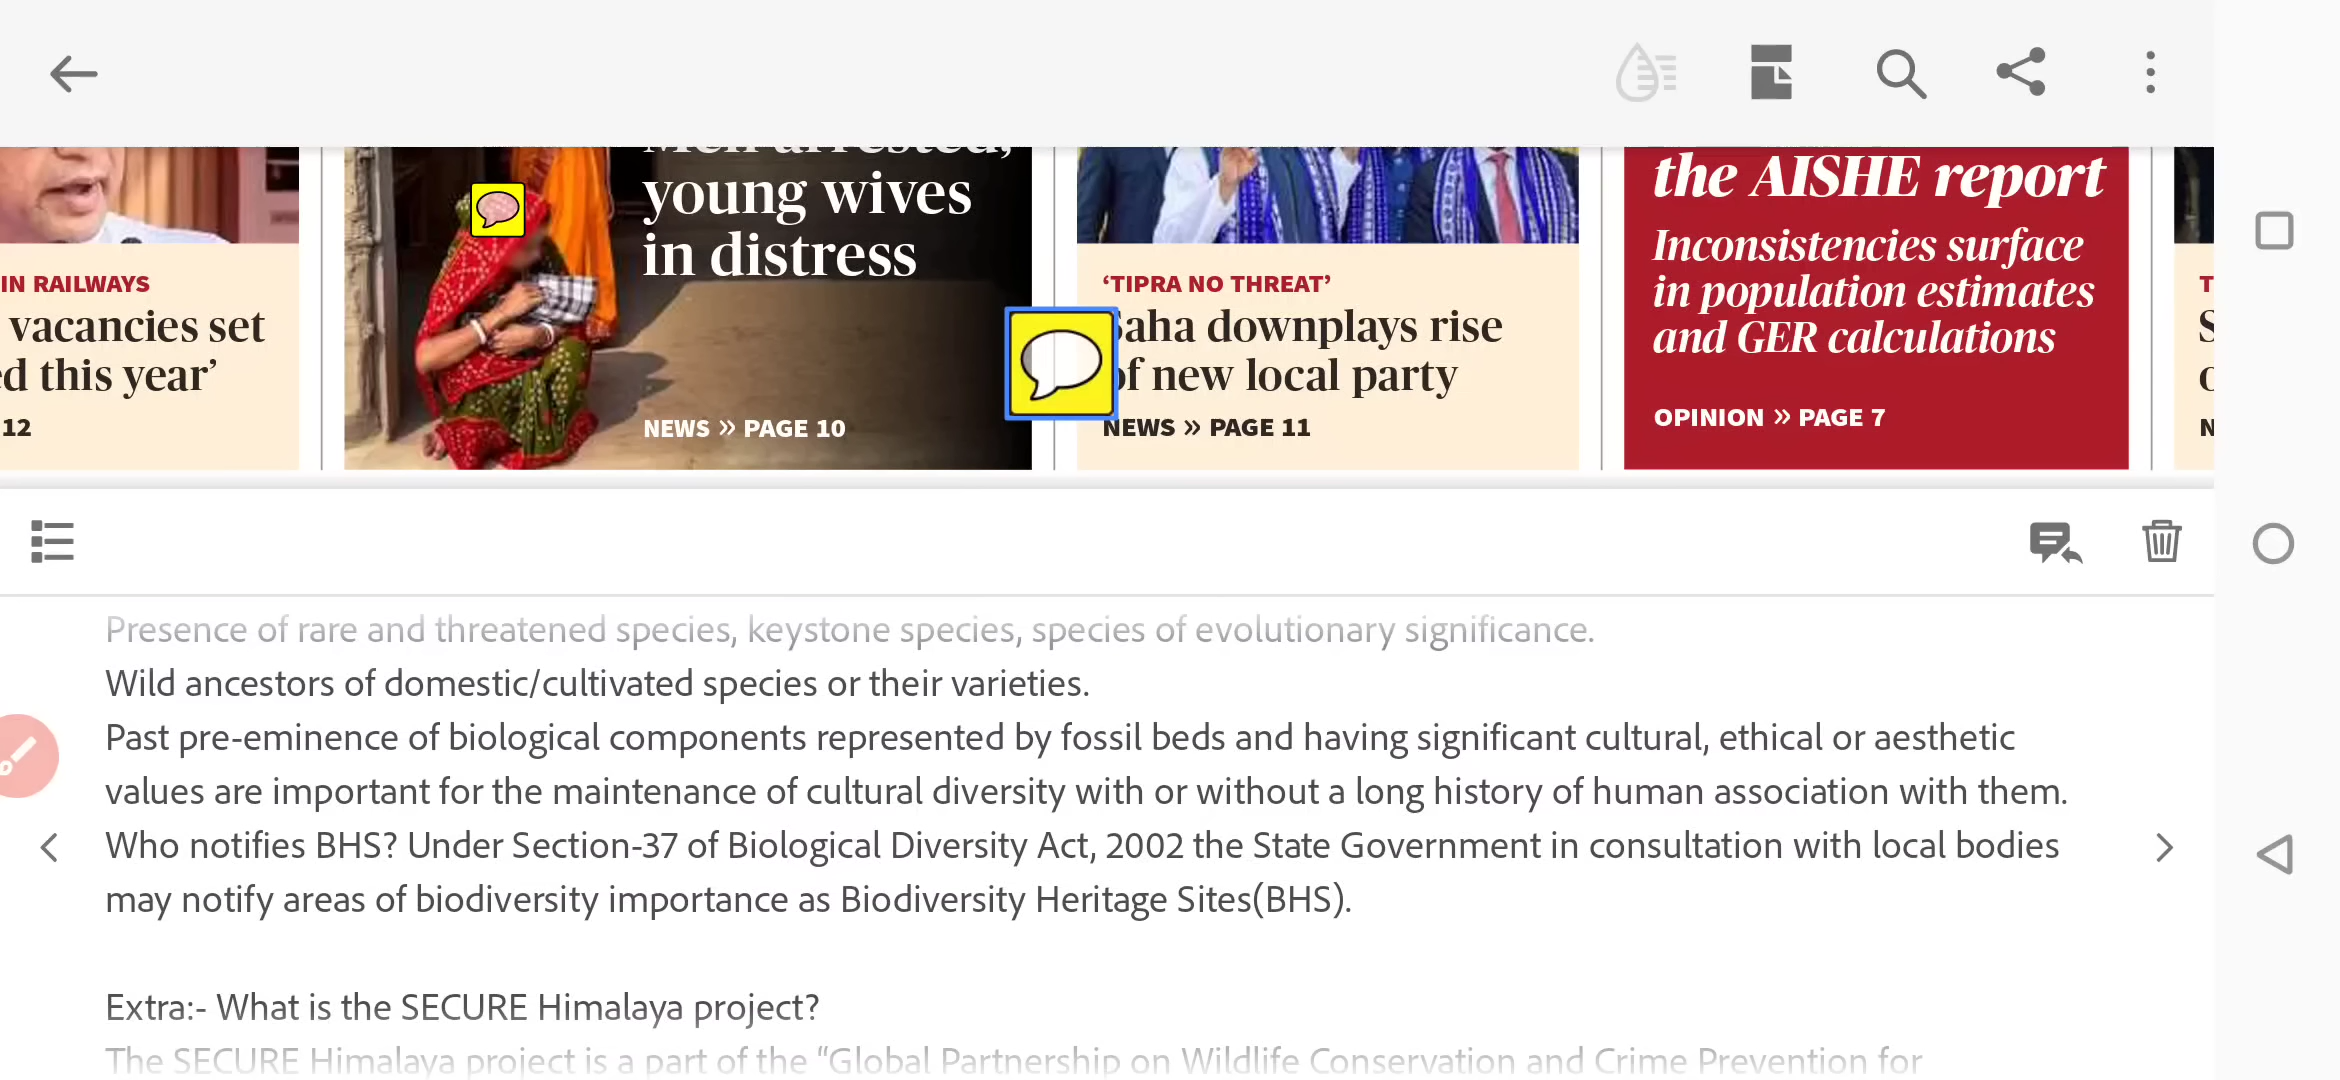 Men arrested,
young wives
in distress
NEWS » PAGE 10
IN RAILWAYS
vacancies set
ed this year’
12
‘TIPRA NO THREAT’
Saha downplays rise
of new local party
NEWS » PAGE 11
the AISHE report
Inconsistencies surface
in population estimates
and GER calculations
OPINION » PAGE 7
T
S
o
N
Presence of rare and threatened species, keystone species, species of evolutionary significance.
Wild ancestors of domestic/cultivated species or their varieties.
Past pre-eminence of biological components represented by fossil beds and having significant cultural, ethical or aesthetic
values are important for the maintenance of cultural diversity with or without a long history of human association with them.
Who notifies BHS? Under Section-37 of Biological Diversity Act, 2002 the State Government in consultation with local bodies
may notify areas of biodiversity importance as Biodiversity Heritage Sites(BHS).
Extra:- What is the SECURE Himalaya project?
The SECURE Himalaya project is a part of the “Global Partnership on Wildlife Conservation and Crime Prevention for